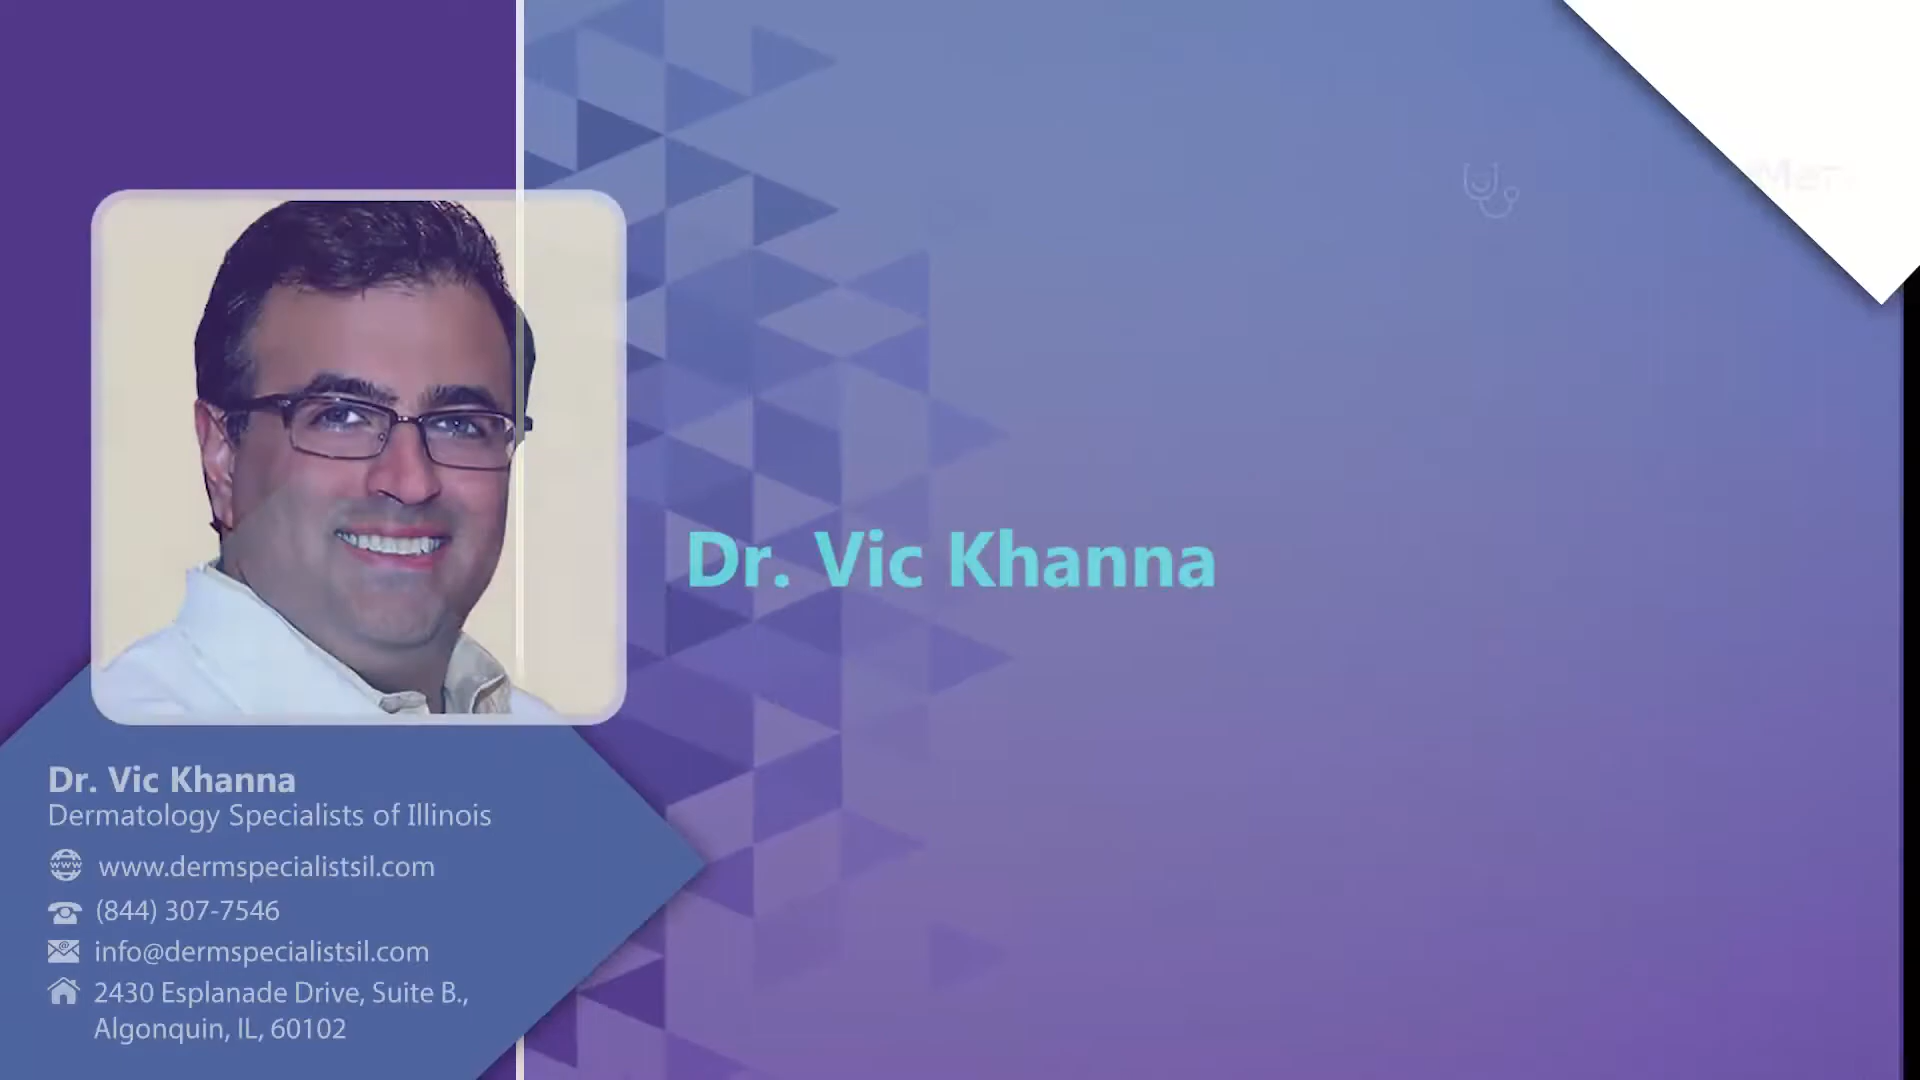 Dr. Vic Khanna
Dr. Vic Khanna
Dermatology Specialists of Illinois
www.dermspecialistsil.com
(844) 307-7546
info@dermspecialistsil.com
2430 Esplanade Drive, Suite B.,
Algonquin, IL, 60102